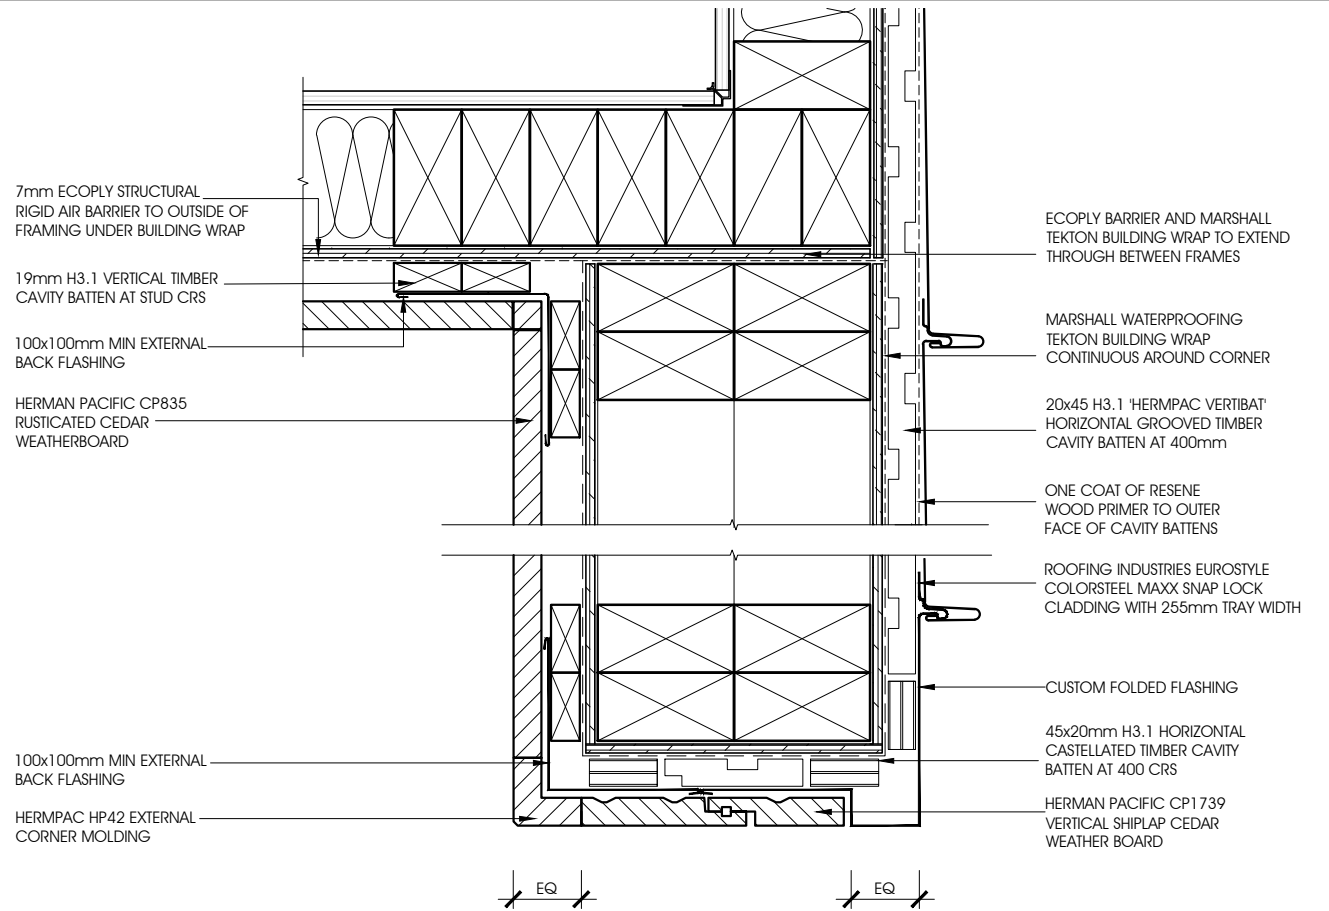 7mm ECOPLY STRUCTURAL
RIGID AIR BARRIER TO OUTSIDE OF
FRAMING UNDER BUILDING WRAP
19mm H3.1 VERTICAL TIMBER
CAVITY BATTEN AT STUD CRS
100x100mm MIN EXTERNAL
BACK FLASHING
HERMAN PACIFIC CP835
RUSTICATED CEDAR
WEATHERBOARD
100x100mm MIN EXTERNAL
BACK FLASHING
HERMPAC HP42 EXTERNAL
CORNER MOLDING
ECOPLY BARRIER AND MARSHALL
TEKTON BUILDING WRAP TO EXTEND
THROUGH BETWEEN FRAMES
MARSHALL WATERPROOFING
TEKTON BUILDING WRAP
CONTINUOUS AROUND CORNER
20x45 H3.1 'HERMPAC VERTIBAT'
HORIZONTAL GROOVED TIMBER
CAVITY BATTEN AT 400mm
ONE COAT OF RESENE
WOOD PRIMER TO OUTER
FACE OF CAVITY BATTENS
ROOFING INDUSTRIES EUROSTYLE
COLORSTEEL MAXX SNAP LOCK
CLADDING WITH 255mm TRAY WIDTH
CUSTOM FOLDED FLASHING
45x20mm H3.1 HORIZONTAL
CASTELLATED TIMBER CAVITY
BATTEN AT 400 CRS
HERMAN PACIFIC CP1739
VERTICAL SHIPLAP CEDAR
WEATHER BOARD
EQ
EQ